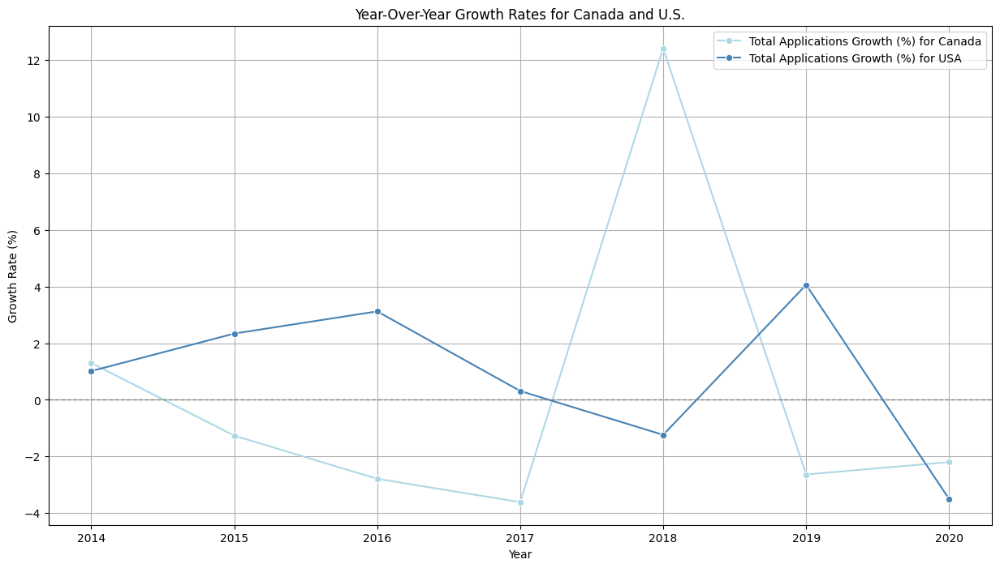 Year-Over-Year Growth Rates for Canada and U.S.
Total Applications Growth (%) for Canada
Total Applications Growth (%) for USA
12
10
8
6
4
2
0
−2
−4
Growth Rate (%)
2014 2015 2016 2017 2018 2019 2020
Year